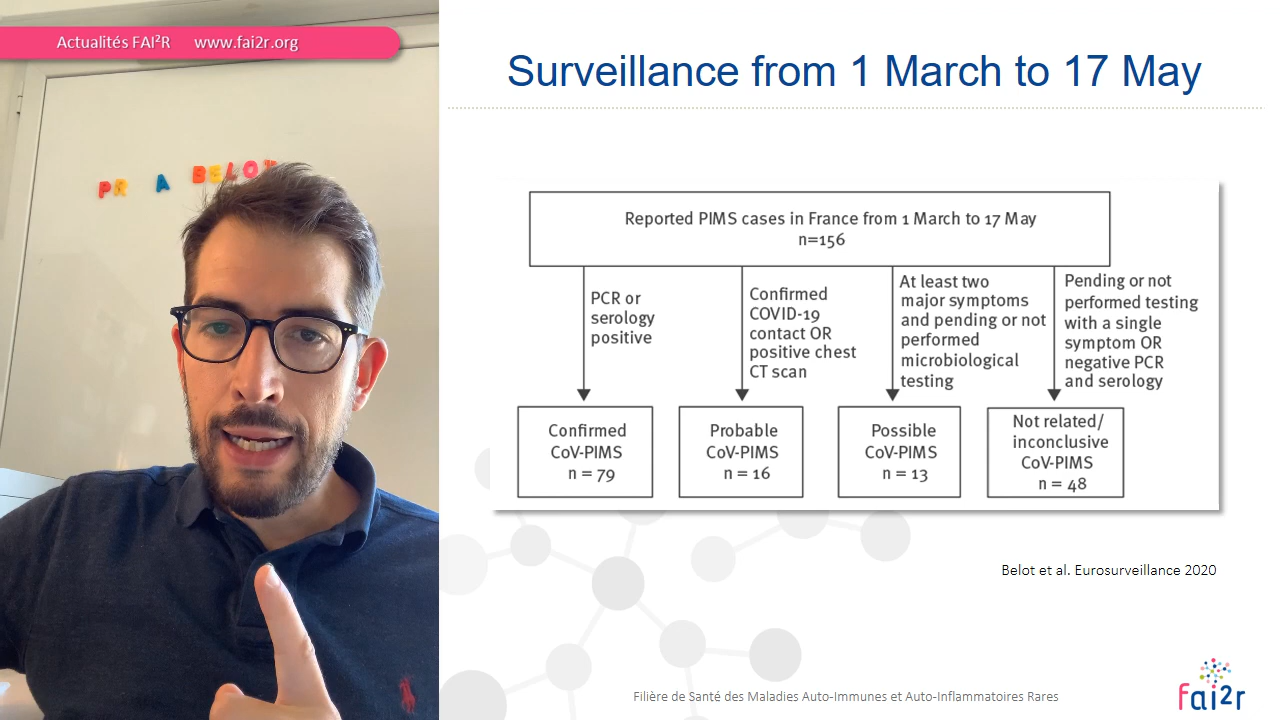 Actualités FAI²R www.fai2r.org
PR A BELOT
Surveillance from 1 March to 17 May
Reported PIMS cases in France from 1 March to 17 May
n=156
PCR or
serology
positive
Confirmed
COVID-19
contact OR
positive chest
CT scan
At least two
major symptoms
and pending or not
performed
microbiological
testing
Pending or not
performed testing
with a single
symptom OR
negative PCR
and serology
Confirmed
CoV-PIMS
n = 79
Probable
CoV-PIMS
n = 16
Possible
CoV-PIMS
n = 13
Not related/
inconclusive
CoV-PIMS
n = 48
Belot et al. Eurosurveillance 2020
Filière de Santé des Maladies Auto-Immunes et Auto-Inflammatoires Rares
fai2r